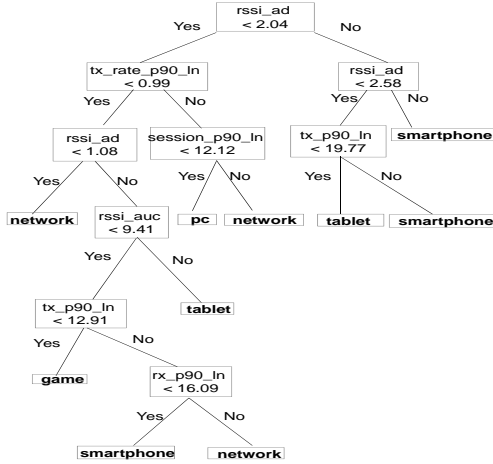 rssi_ad
< 2.04
Yes
No
tx_rate_p90_ln
< 0.99
rssi_ad
< 2.58
Yes
No
Yes
No
rssi_ad
< 1.08
session_p90_ln
< 12.12
tx_p90_ln
< 19.77
smartphone
Yes
No
Yes
No
Yes
No
network
rssi_auc
< 9.41
pc
network
tablet
smartphone
Yes
No
tx_p90_ln
< 12.91
tablet
Yes
No
game
rx_p90_ln
< 16.09
Yes
No
smartphone
network